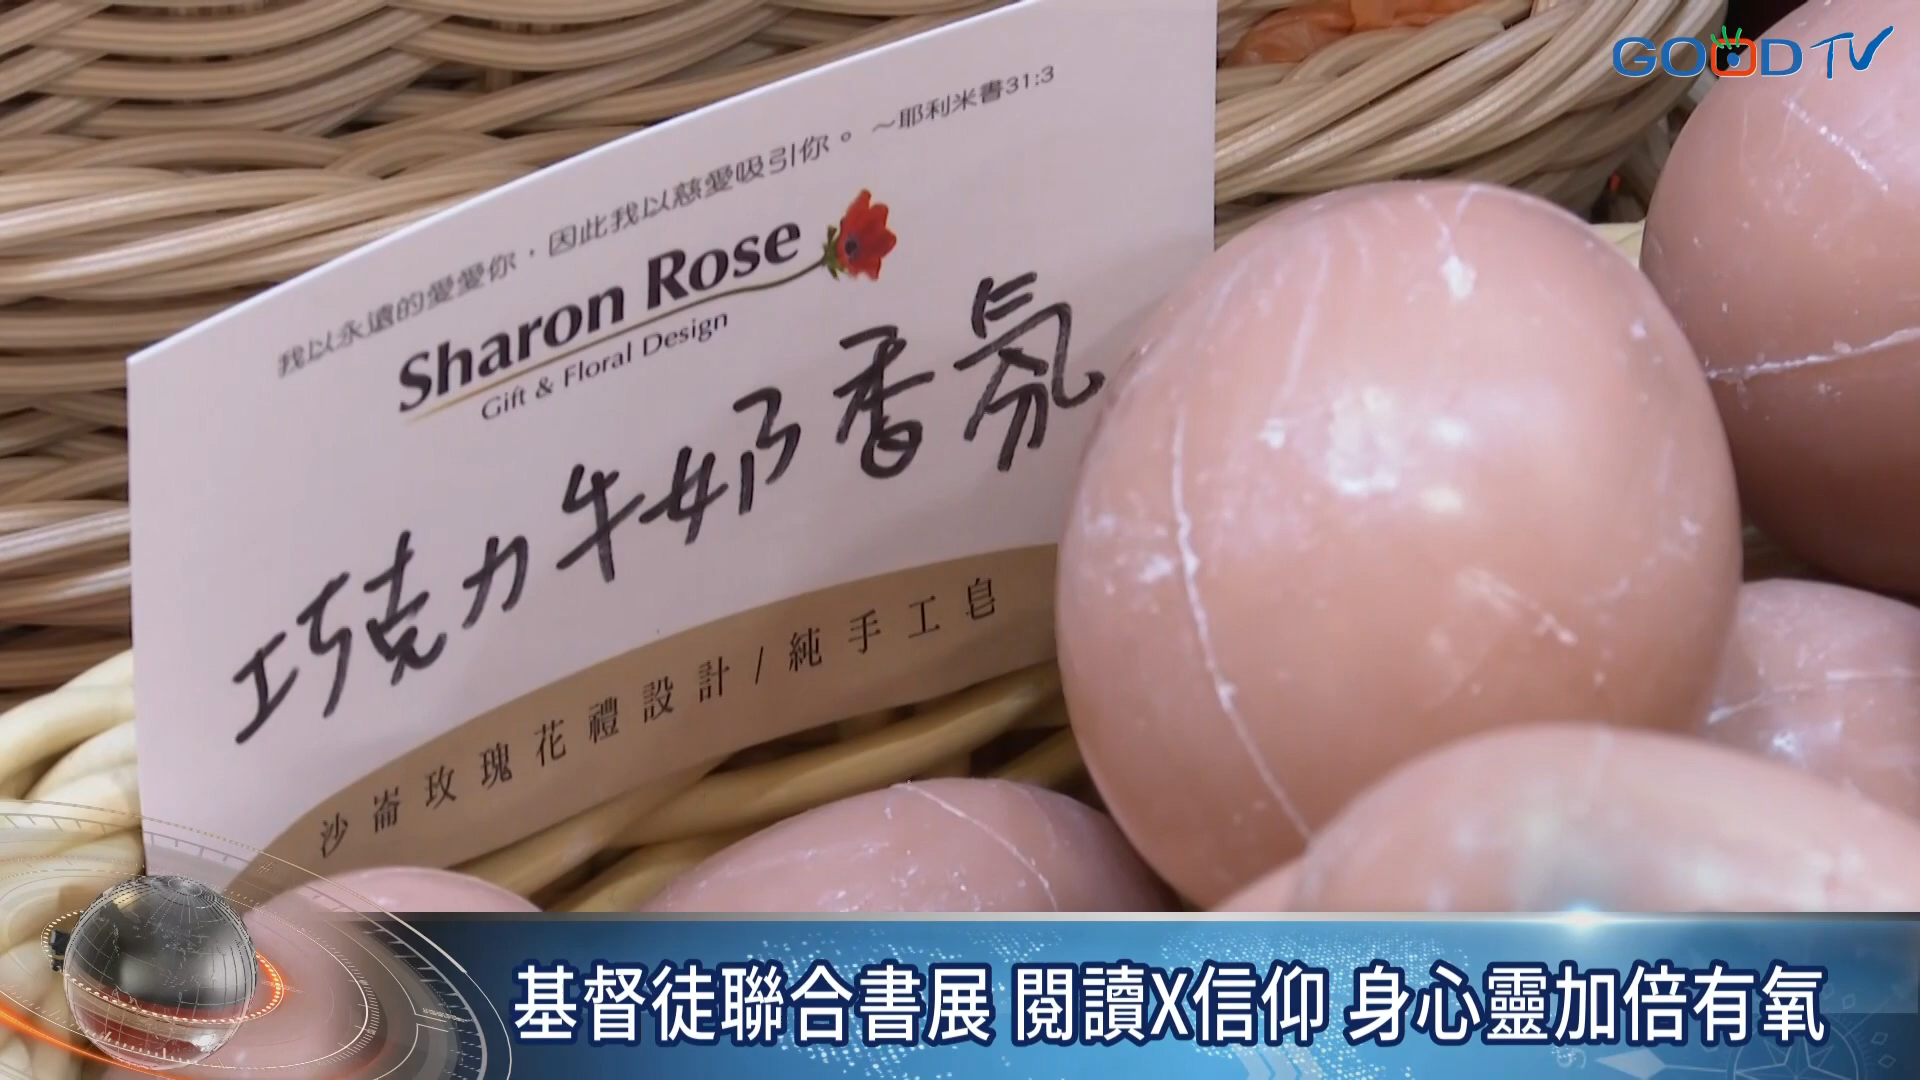 GOOD TV
我以永遠的愛愛你，因此我以慈愛吸引你。～耶利米書31:3
Sharon Rose
Gift & Floral Design
巧克力牛奶香氛
沙崙玫瑰花禮設計/純手工皂
基督徒聯合書展 閱讀X信仰 身心靈加倍有氧